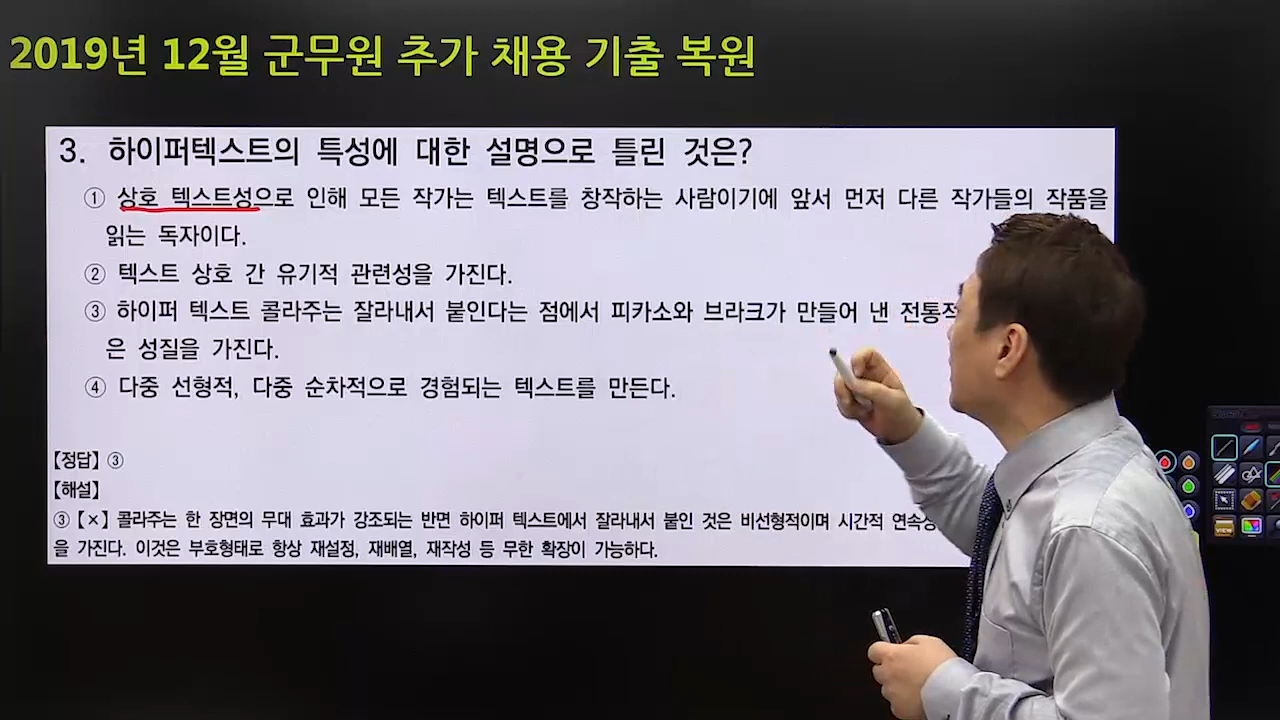 2019년 12월 군무원 추가 채용 기출 복원
3. 하이퍼텍스트의 특성에 대한 설명으로 틀린 것은?
① 상호 텍스트성으로 인해 모든 작가는 텍스트를 창작하는 사람이기에 앞서 먼저 다른 작가들의 작품을
읽는 독자이다.
② 텍스트 상호 간 유기적 관련성을 가진다.
③ 하이퍼 텍스트 콜라주는 잘라내서 붙인다는 점에서 피카소와 브라크가 만들어 낸
은 성질을 가진다.
④ 다중 선형적, 다중 순차적으로 경험되는 텍스트를 만든다.
【정답】 ③
【해설】
③【×】 콜라주는 한 장면의 무대 효과가 강조되는 반면 하이퍼 텍스트에서 잘라내서 붙인 것은 비선형적이며 시간적
을 가진다. 이것은 부호형태로 항상 재설정, 재배열, 재작성 등 무한 확장이 가능하다.
VIEW